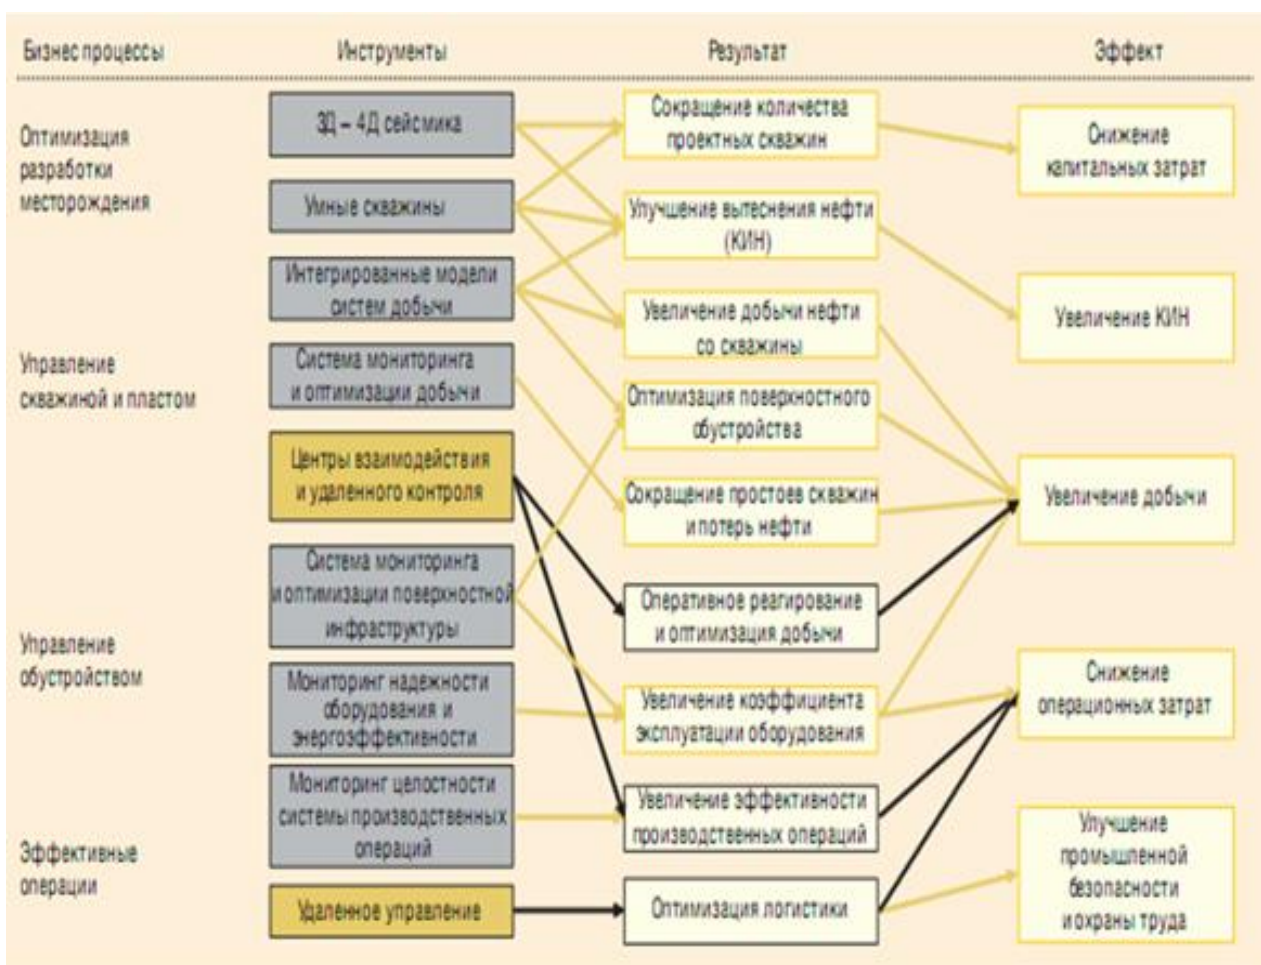 Бизнес процессы
Инструменты
Результат
Эффект
Оптимизация
разработки
месторождения
Управление
скважиной и пластом
Управление
обустройством
Эффективные
операции
3Д – 4Д сейсмика
Умные скважины
Интегрированные модели
систем добычи
Система мониторинга
и оптимизации добычи
Центры взаимодействия
и удаленного контроля
Система мониторинга
и оптимизации поверхностной
инфраструктуры
Мониторинг надежности
оборудования и
энергоэффективности
Мониторинг целостности
системы производственных
операций
Удаленное управление
Сокращение количества
проектных скважин
Улучшение вытеснения нефти
(КИН)
Увеличение добычи нефти
со скважины
Оптимизация поверхностного
обустройства
Сокращение простоев скважин
и потерь нефти
Оперативное реагирование
и оптимизация добычи
Увеличение коэффициента
эксплуатации оборудования
Увеличение эффективности
производственных операций
Оптимизация логистики
Снижение
капитальных затрат
Увеличение КИН
Увеличение добычи
Снижение
операционных затрат
Улучшение
промышленной
безопасности
и охраны труда